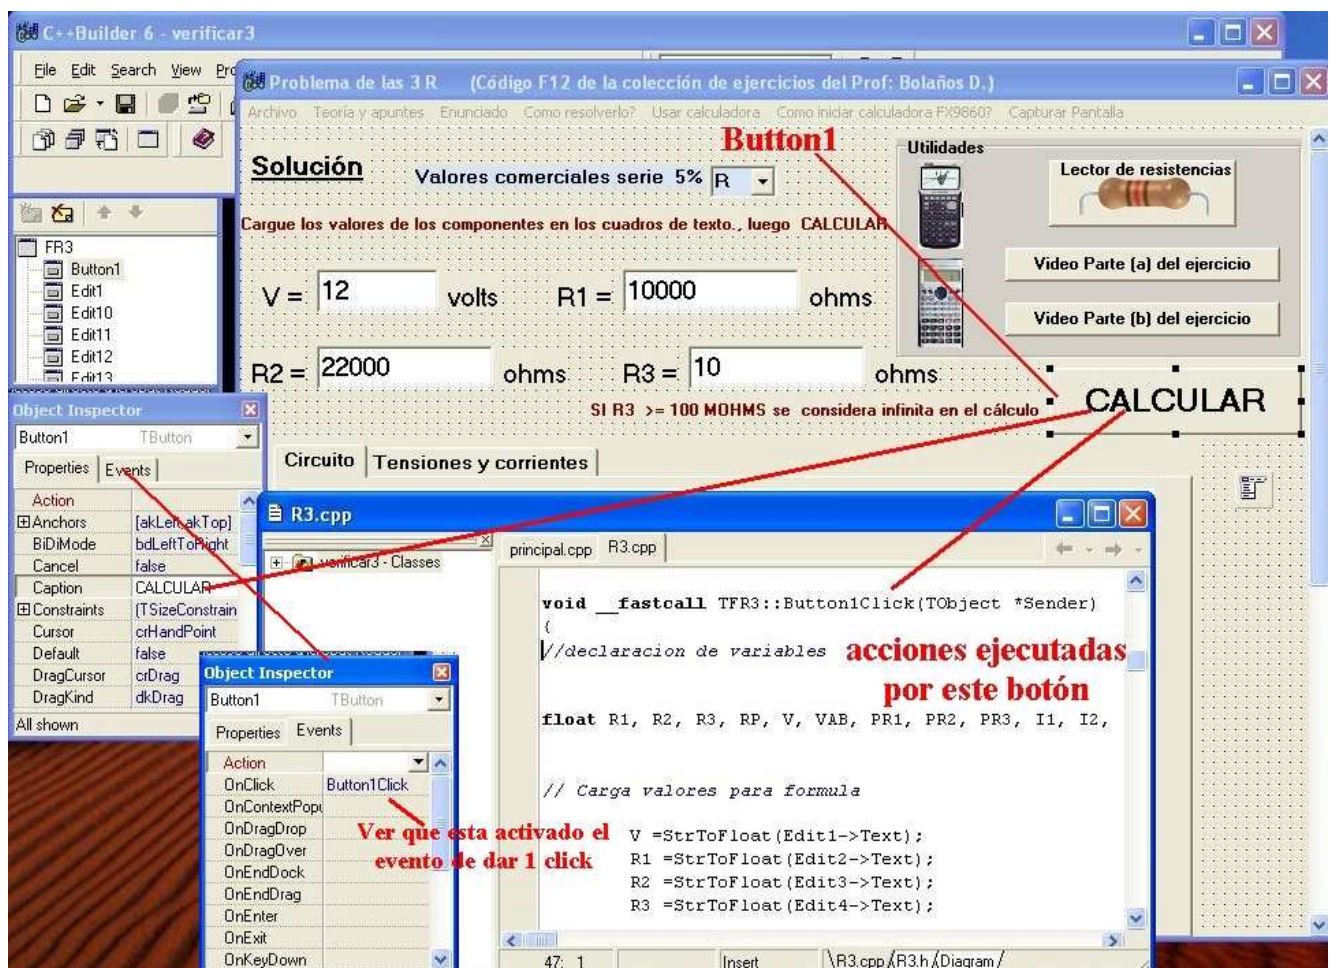 C++Builder 6 - verificar3
File Edit Search View
Problema de las 3 R (Código F12 de la colección de ejercicios del Prof: Bolaños D.)
Archivo Teoría y apuntes Enunciado Como resolverlo? Usar calculadora Como iniciar calculadora FX9860? Capturar Pantalla
Button1
Utilidades
Solución
Valores comerciales serie 5% R
Lector de resistencias
Cargue los valores de los componentes en los cuadros de texto., luego CALCULAR
FR3
Button1
Edit1
Edit10
Edit11
Edit12
Edit13
V = 12 volts R1 = 10000 ohms
Video Parte (a) del ejercicio
Video Parte (b) del ejercicio
R2 = 22000 ohms R3 = 10 ohms
SI R3 >= 100 MOHMS se considera infinita en el cálculo
CALCULAR
Object Inspector
Button1 TButton
Properties Events
Action
Anchors [akLeft,akTop]
BiDiMode bdLeftToRight
Cancel false
Caption CALCULAR
Constraints (TSizeConstrain
Cursor crHandPoint
Default false
DragCursor crDrag
DragKind dkDrag
All shown
Circuito Tensiones y corrientes
R3.cpp
verificar3 - Classes
principal.cpp R3.cpp
void __fastcall TFR3::Button1Click(TObject *Sender)
{
//declaracion de variables
acciones ejecutadas
por este botón
float R1, R2, R3, RP, V, VAB, PR1, PR2, PR3, I1, I2,
// Carga valores para formula
V =StrToFloat(Edit1->Text);
R1 =StrToFloat(Edit2->Text);
R2 =StrToFloat(Edit3->Text);
R3 =StrToFloat(Edit4->Text);
47: 1 Insert \R3.cpp/R3.h/Diagram/
Object Inspector
Button1 TButton
Properties Events
Action
OnClick Button1Click
OnContextPopu
OnDragDrop
OnDragOver
OnEndDock
OnEndDrag
OnEnter
OnExit
OnKeyDown
Ver que esta activado el
evento de dar 1 click